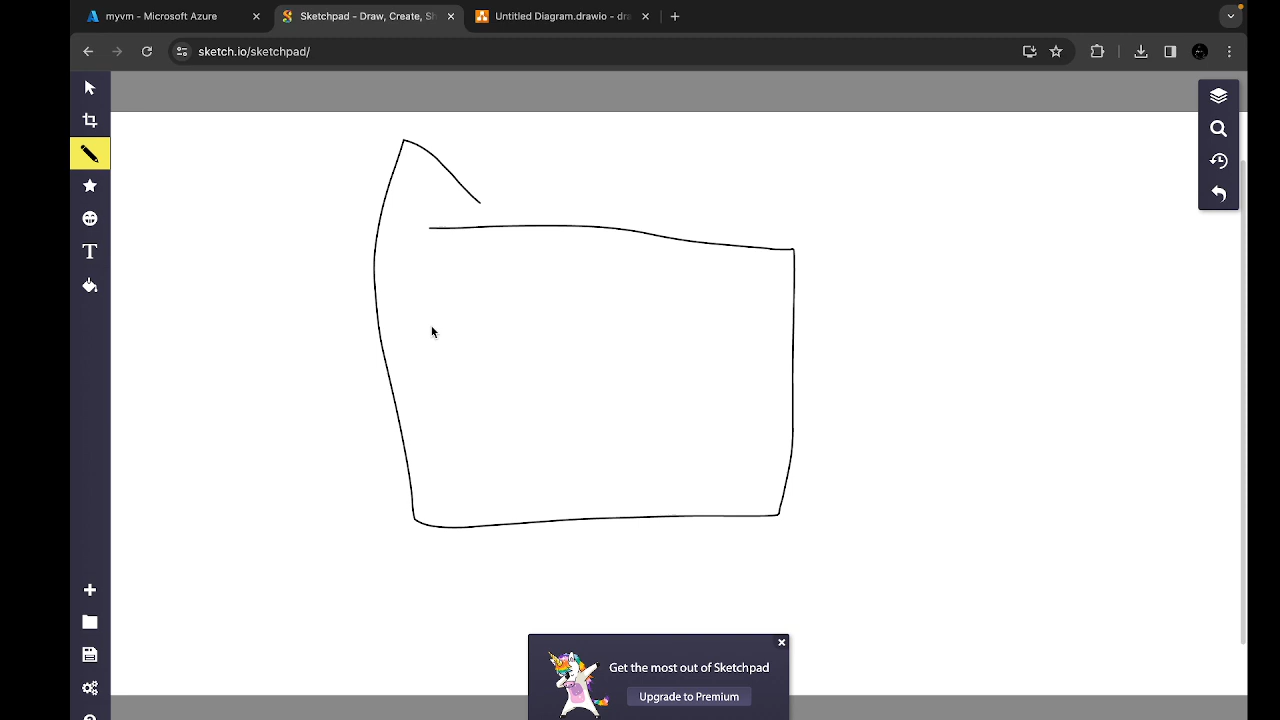 myvm - Microsoft Azure
Sketchpad - Draw, Create, Sh
Untitled Diagram.drawio - dra
sketch.io/sketchpad/
T
Get the most out of Sketchpad
Upgrade to Premium